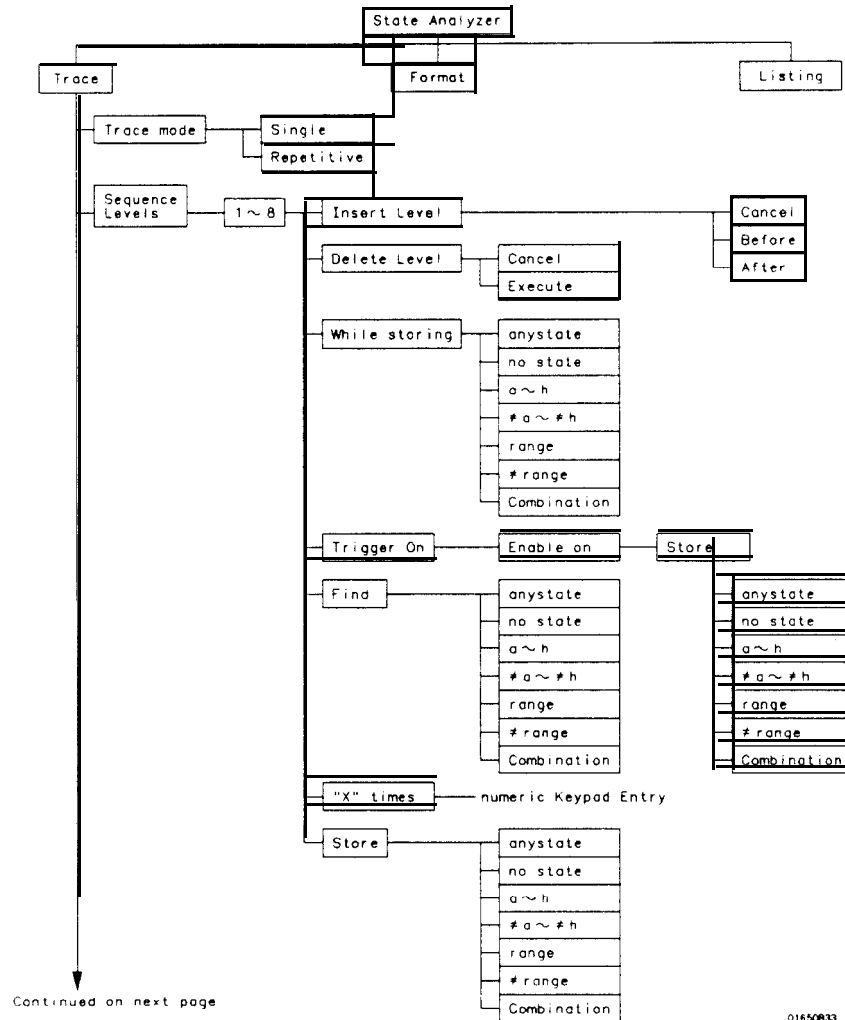 State Analyzer
Trace
Format
Listing
Trace mode
Single
Repetitive
Sequence
Levels
1~8
Insert Level
Cancel
Before
After
Delete Level
Cancel
Execute
While storing
anystate
no state
a~h
≠a~≠h
range
≠range
Combination
Trigger On
Enable on
Store
anystate
no state
a~h
≠a~≠h
range
≠range
Combination
Find
anystate
no state
a~h
≠a~≠h
range
≠range
Combination
"X" times
numeric Keypad Entry
Store
anystate
no state
a~h
≠a~≠h
range
≠range
Combination
Continued on next page
01650B33